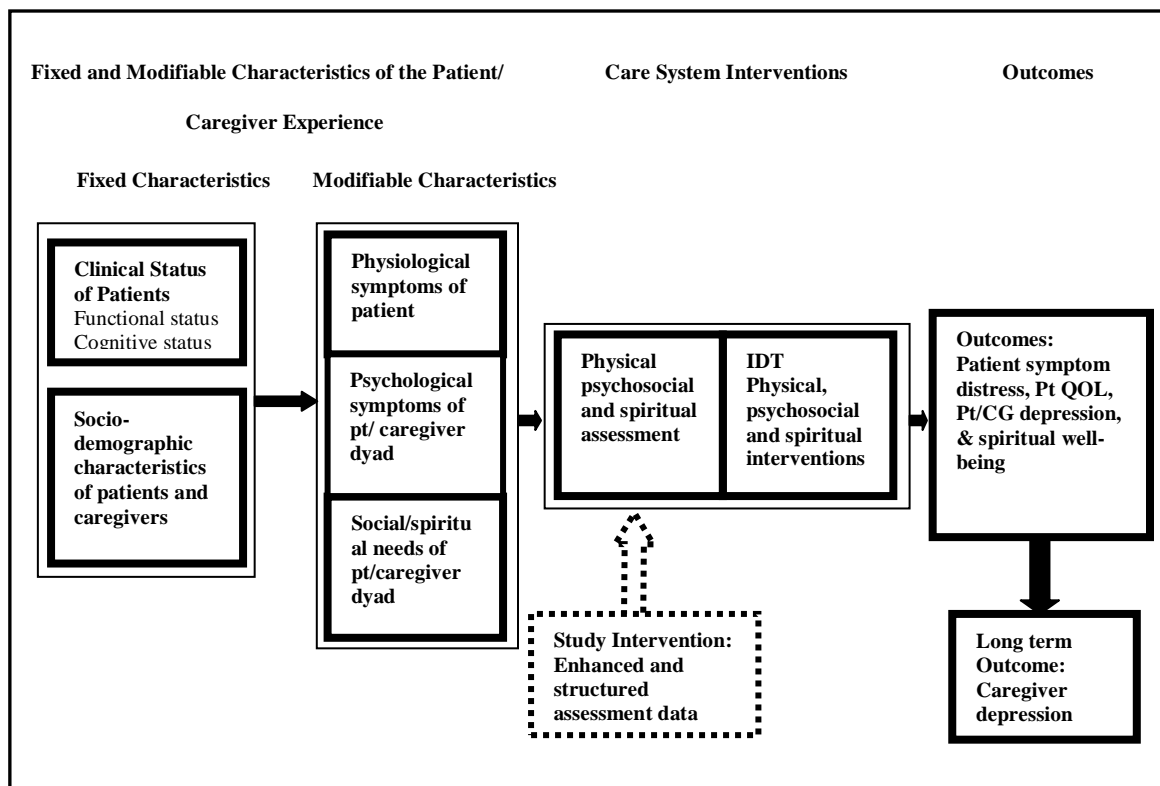 Fixed and Modifiable Characteristics of the Patient/
Caregiver Experience
Care System Interventions
Outcomes
Fixed Characteristics
Modifiable Characteristics
Clinical Status
of Patients
Functional status
Cognitive status
Socio-
demographic
characteristics
of patients and
caregivers
Physiological
symptoms of
patient
Psychological
symptoms of
pt/ caregiver
dyad
Social/spiritu
al needs of
pt/caregiver
dyad
Physical
psychosocial
and spiritual
assessment
IDT
Physical,
psychosocial
and spiritual
interventions
Study Intervention:
Enhanced and
structured
assessment data
Outcomes:
Patient symptom
distress, Pt QOL,
Pt/CG depression,
& spiritual well-
being
Long term
Outcome:
Caregiver
depression